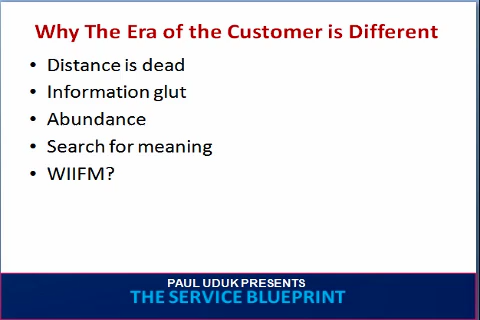 Why The Era of the Customer is Different
• Distance is dead
• Information glut
• Abundance
• Search for meaning
• WIIFM?
PAUL UDUK PRESENTS
THE SERVICE BLUEPRINT